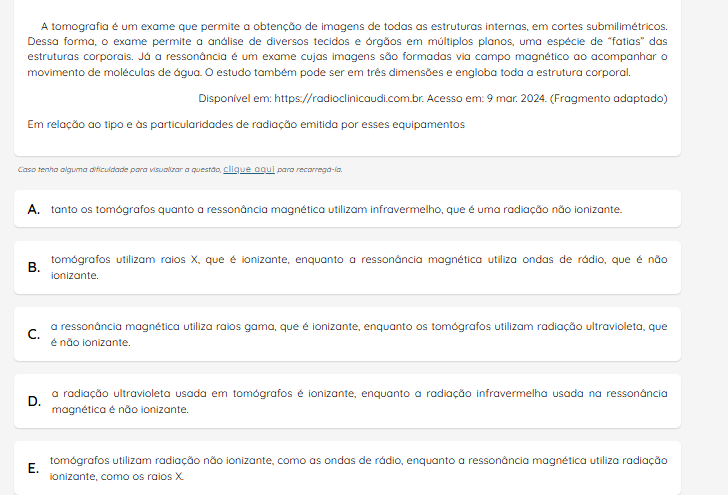 A tomografia é um exame que permite a obtenção de imagens de todas as estruturas internas, em cortes submilimétricos.
Dessa forma, o exame permite a análise de diversos tecidos e órgãos em múltiplos planos, uma espécie de “fatias” das
estruturas corporais. Já a ressonância é um exame cujas imagens são formadas via campo magnético ao acompanhar o
movimento de moléculas de água. O estudo também pode ser em três dimensões e engloba toda a estrutura corporal.
Disponível em: https://radioclinicaudi.com.br. Acesso em: 9 mar. 2024. (Fragmento adaptado)
Em relação ao tipo e às particularidades de radiação emitida por esses equipamentos
Caso tenha alguma dificuldade para visualizar a questão, clique aqui para recarregá-la.
A. tanto os tomógrafos quanto a ressonância magnética utilizam infravermelho, que é uma radiação não ionizante.
B. tomógrafos utilizam raios X, que é ionizante, enquanto a ressonância magnética utiliza ondas de rádio, que é não
ionizante.
C. a ressonância magnética utiliza raios gama, que é ionizante, enquanto os tomógrafos utilizam radiação ultravioleta, que
é não ionizante.
D. a radiação ultravioleta usada em tomógrafos é ionizante, enquanto a radiação infravermelha usada na ressonância
magnética é não ionizante.
E. tomógrafos utilizam radiação não ionizante, como as ondas de rádio, enquanto a ressonância magnética utiliza radiação
ionizante, como os raios X.